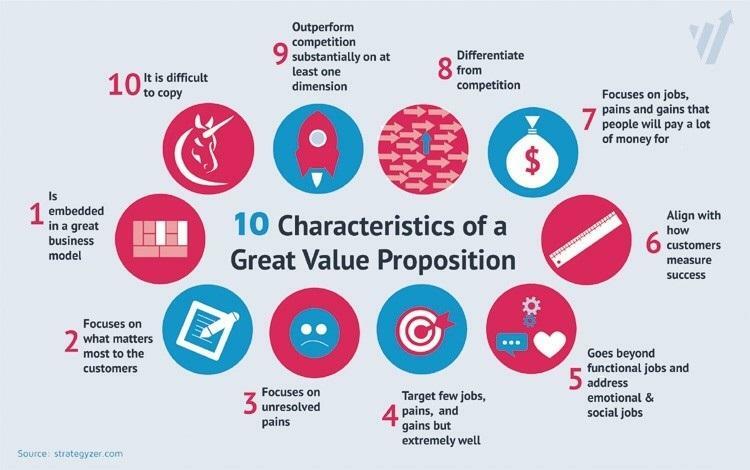 10 Characteristics of a
Great Value Proposition
1 Is
embedded
in a great
business
model
2 Focuses on
what matters
most to the
customers
3 Focuses on
unresolved
pains
4 Target few jobs,
pains, and
gains but
extremely well
5 Goes beyond
functional jobs and
address
emotional &
social jobs
6 Align with
how
customers
measure
success
7 Focuses on jobs,
pains and gains that
people will pay a lot
of money for
$
8 Differentiate
from
competition
9 Outperform
competition
substantially on at
least one
dimension
10 It is difficult
to copy
Source: strategyzer.com